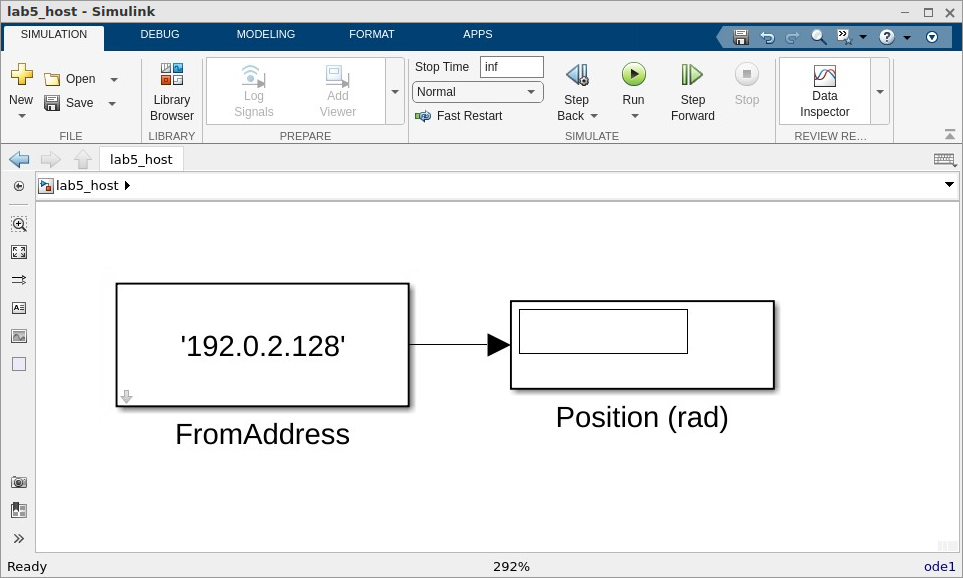 lab5_host - Simulink
SIMULATION DEBUG MODELING FORMAT APPS
New
Open
Save
FILE
Library
Browser
LIBRARY
Log
Signals
Add
Viewer
PREPARE
Stop Time inf
Normal
Fast Restart
Step
Back
Run
Step
Forward
Stop
SIMULATE
Data
Inspector
REVIEW RE...
lab5_host
lab5_host
'192.0.2.128'
FromAddress
Position (rad)
Ready 292% ode1